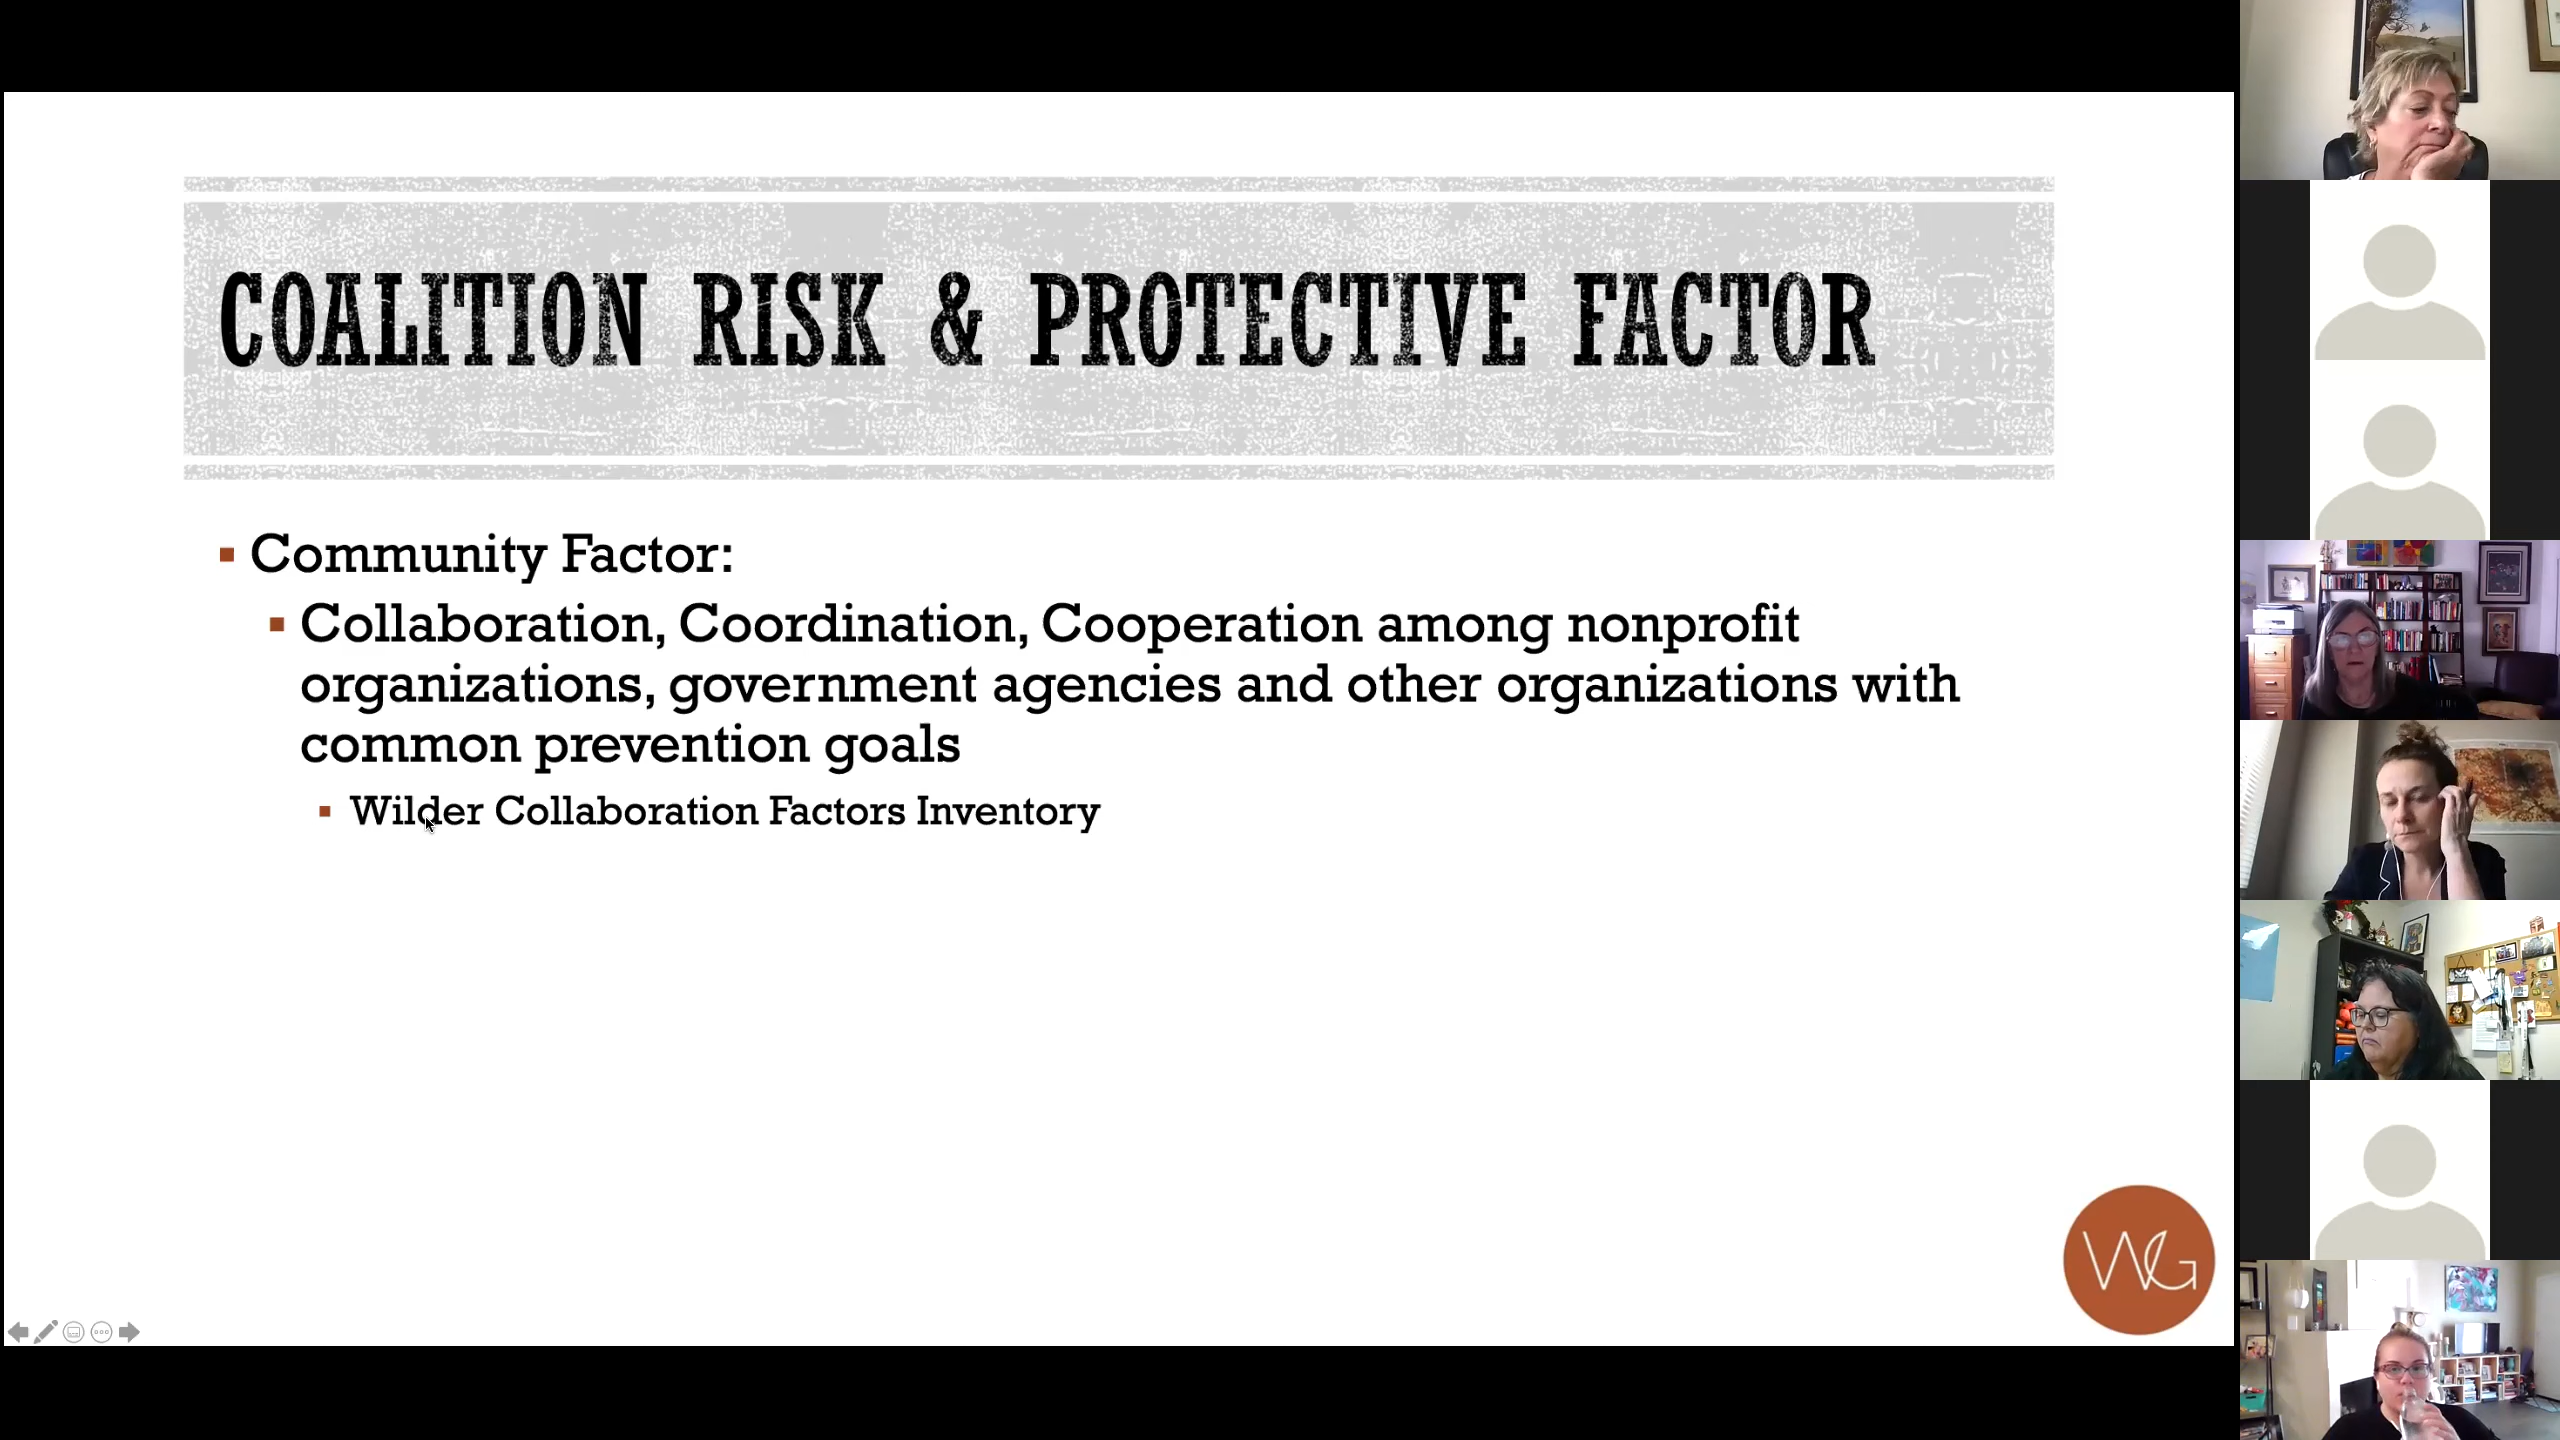 COALITION RISK & PROTECTIVE FACTOR
Community Factor:
Collaboration, Coordination, Cooperation among nonprofit
organizations, government agencies and other organizations with
common prevention goals
Wilder Collaboration Factors Inventory
WG